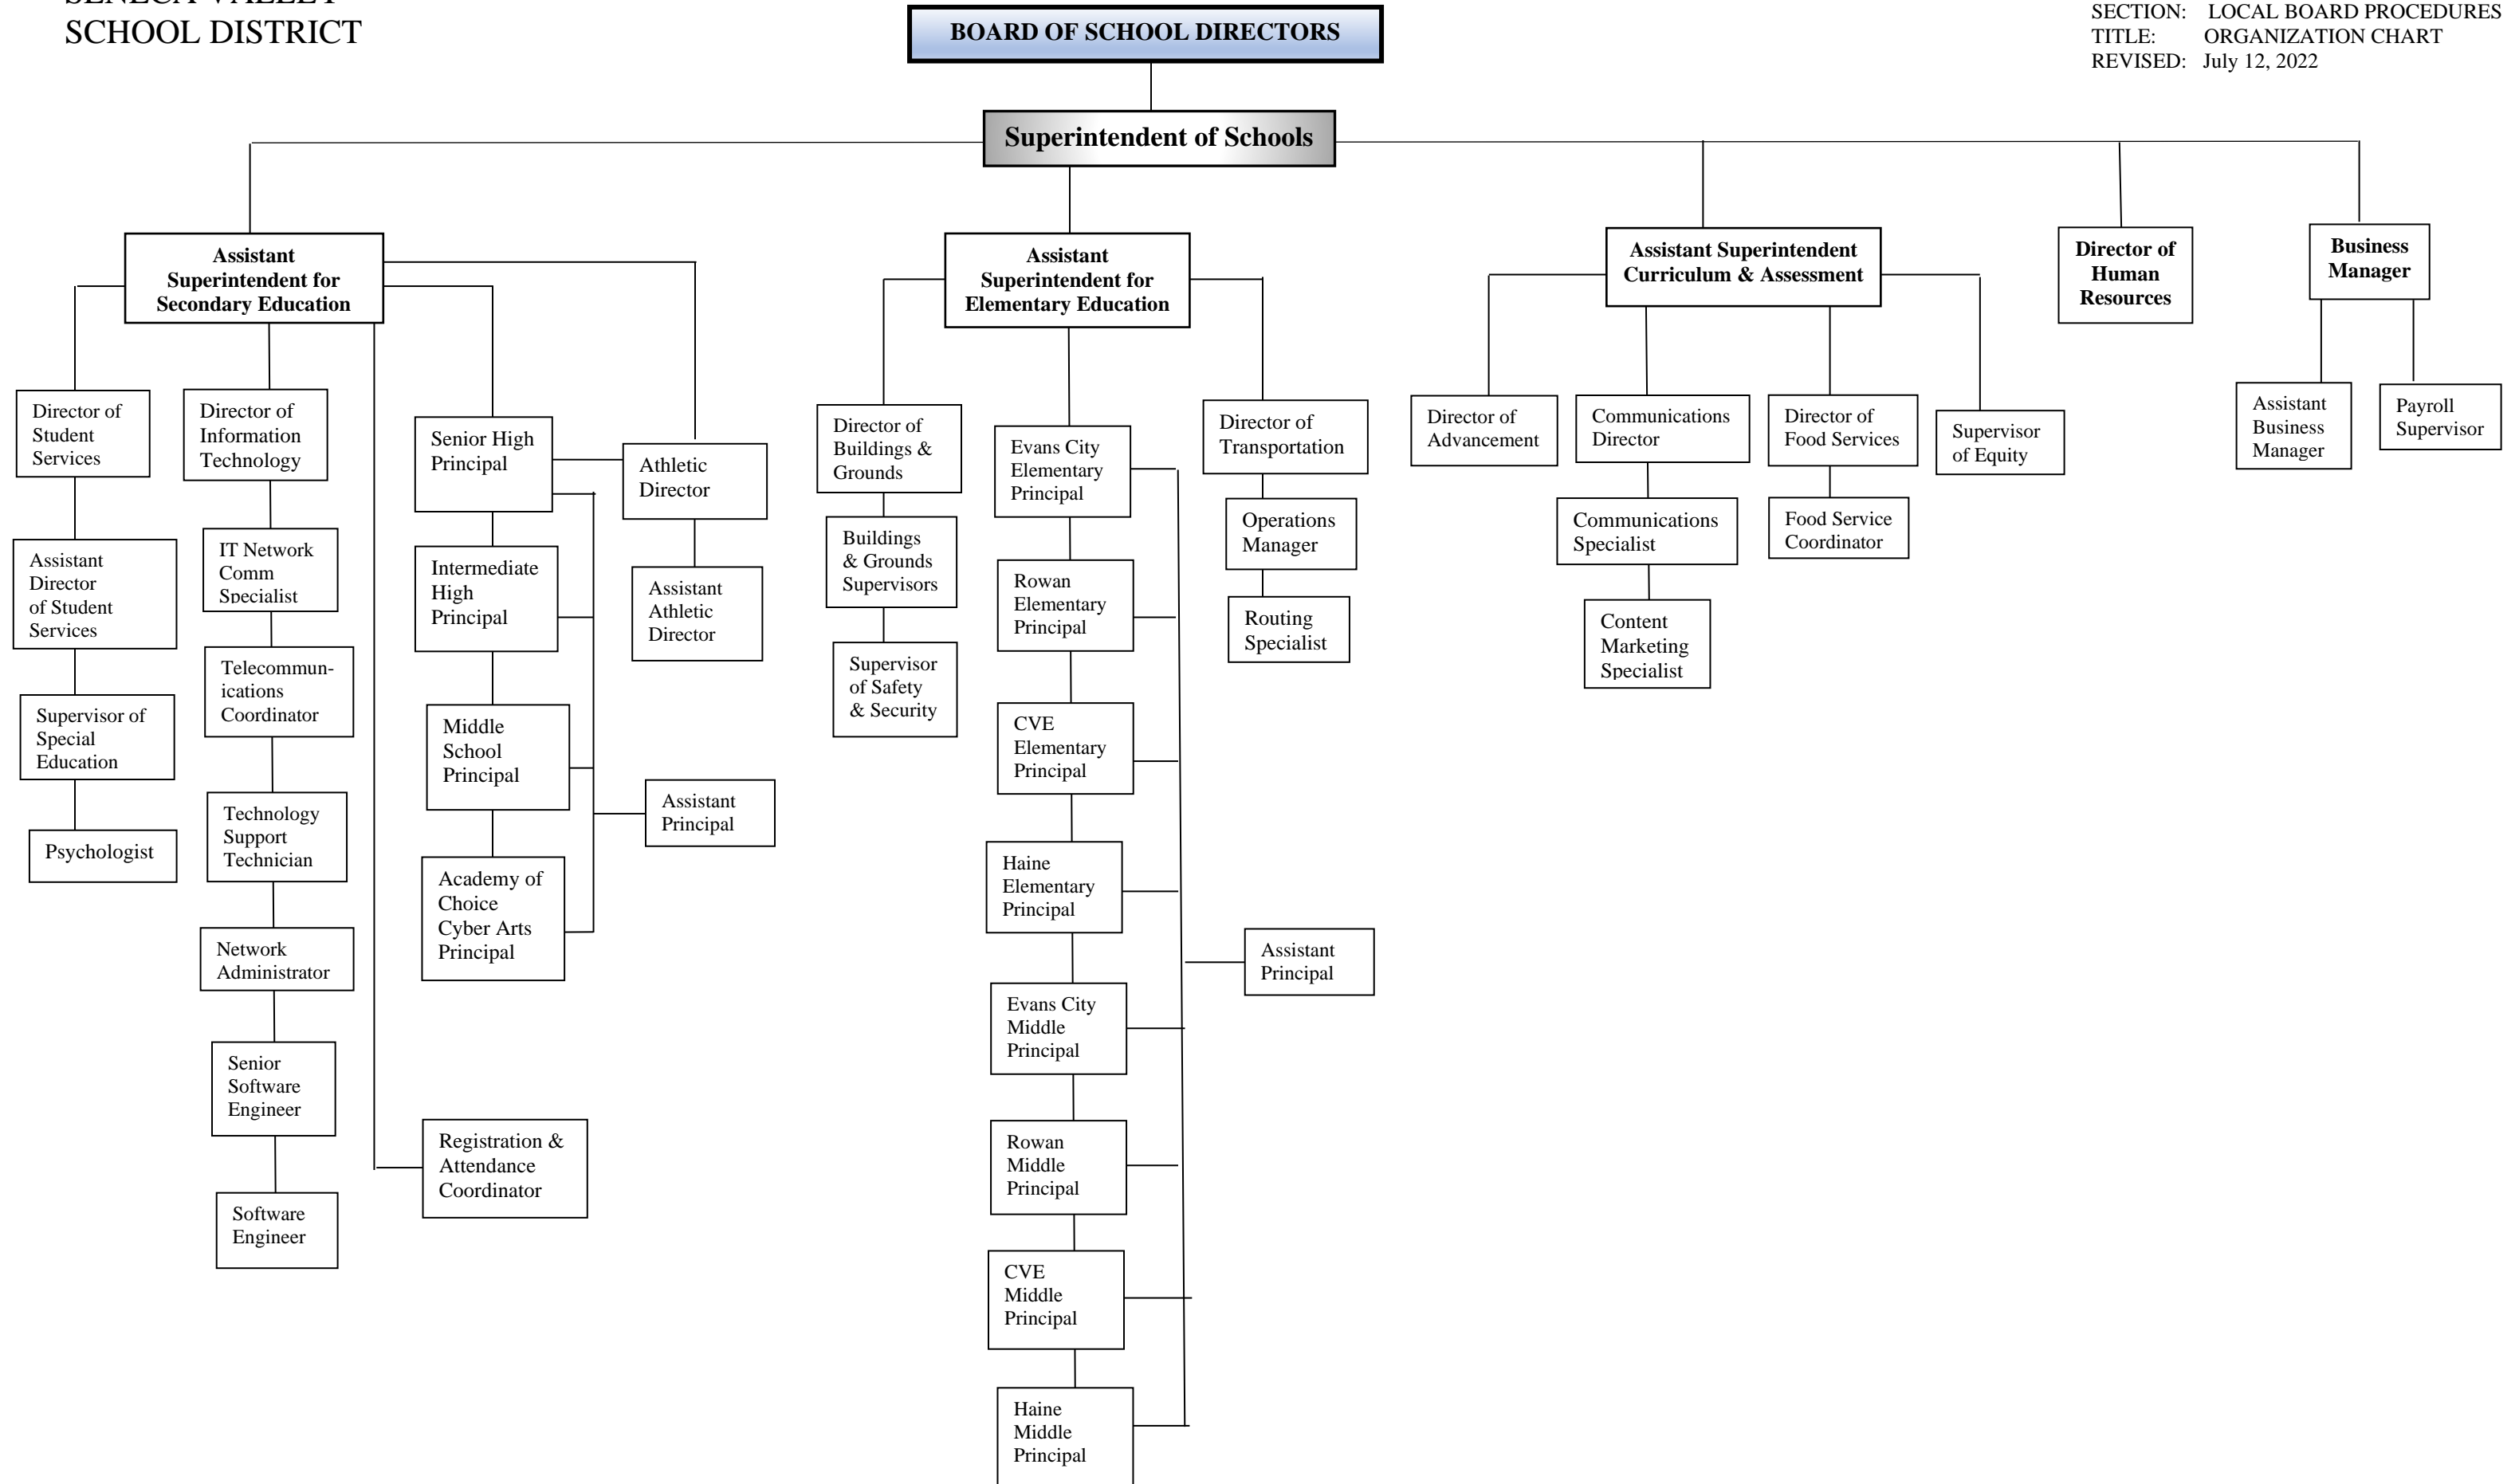 SENECA VALLEY
SCHOOL DISTRICT
BOARD OF SCHOOL DIRECTORS
SECTION: LOCAL BOARD PROCEDURES
TITLE: ORGANIZATION CHART
REVISED: July 12, 2022
Superintendent of Schools
Assistant
Superintendent for
Secondary Education
Assistant
Superintendent for
Elementary Education
Assistant Superintendent
Curriculum & Assessment
Director of
Human
Resources
Business
Manager
Director of
Student
Services
Assistant
Director
of Student
Services
Supervisor of
Special
Education
Psychologist
Director of
Information
Technology
IT Network
Comm
Specialist
Telecommun-
ications
Coordinator
Technology
Support
Technician
Network
Administrator
Senior
Software
Engineer
Software
Engineer
Senior High
Principal
Intermediate
High
Principal
Middle
School
Principal
Academy of
Choice
Cyber Arts
Principal
Registration &
Attendance
Coordinator
Athletic
Director
Assistant
Athletic
Director
Assistant
Principal
Director of
Buildings &
Grounds
Buildings
& Grounds
Supervisors
Supervisor
of Safety
& Security
Evans City
Elementary
Principal
Rowan
Elementary
Principal
CVE
Elementary
Principal
Haine
Elementary
Principal
Evans City
Middle
Principal
Rowan
Middle
Principal
CVE
Middle
Principal
Haine
Middle
Principal
Director of
Transportation
Operations
Manager
Routing
Specialist
Assistant
Principal
Director of
Advancement
Communications
Director
Communications
Specialist
Content
Marketing
Specialist
Director of
Food Services
Food Service
Coordinator
Supervisor
of Equity
Assistant
Business
Manager
Payroll
Supervisor